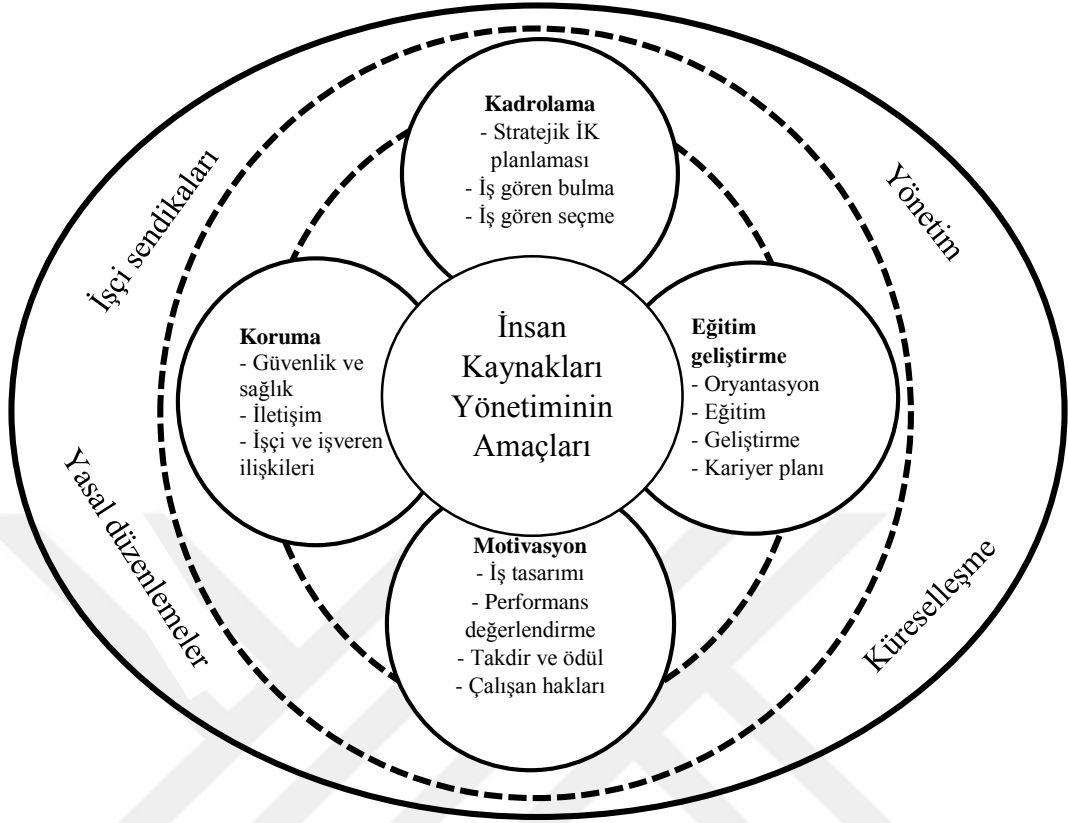 Kadrolama
- Stratejik İK
planlaması
- İş gören bulma
- İş gören seçme
İşçi sendikaları
Yönetim
Koruma
- Güvenlik ve
sağlık
- İletişim
- İşçi ve işveren
ilişkileri
İnsan
Kaynakları
Yönetiminin
Amaçları
Eğitim
geliştirme
- Oryantasyon
- Eğitim
- Geliştirme
- Kariyer planı
Motivasyon
- İş tasarımı
- Performans
değerlendirme
- Takdir ve ödül
- Çalışan hakları
Yasal düzenlemeler
Küreselleşme